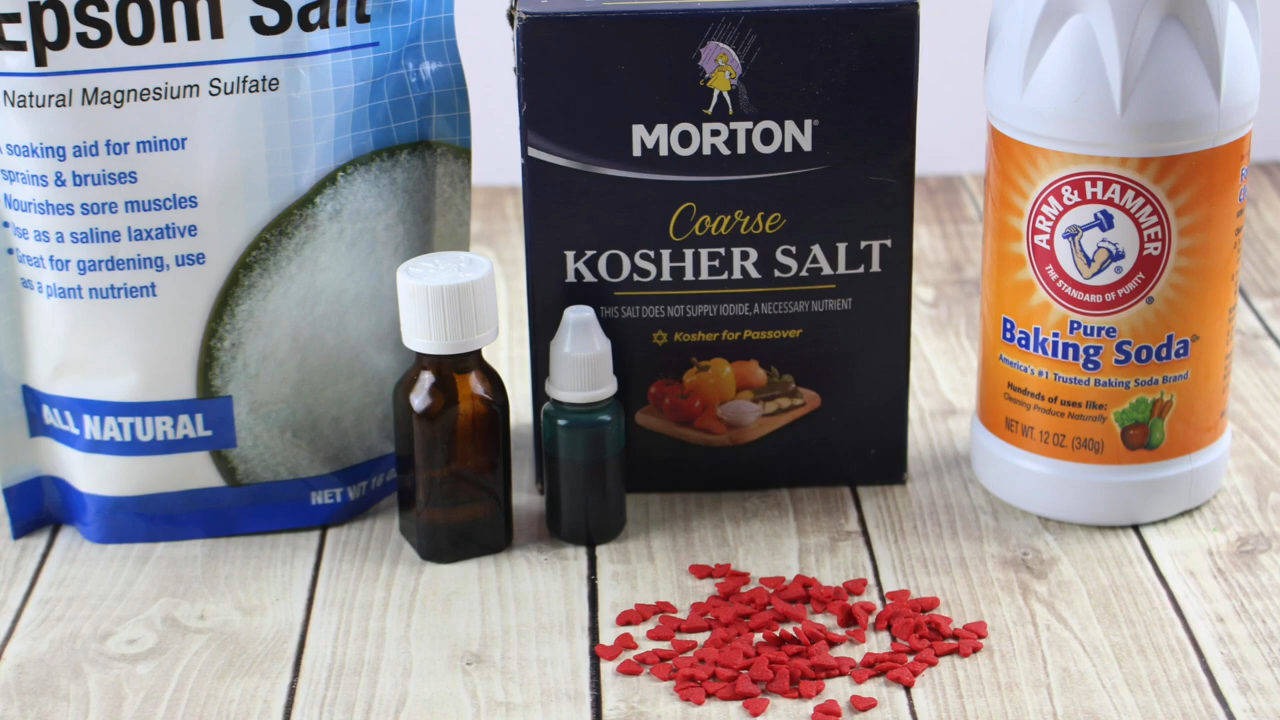 Epsom Salt
Natural Magnesium Sulfate
soaking aid for minor
sprains & bruises
Nourishes sore muscles
use as a saline laxative
Great for gardening, use
as a plant nutrient
ALL NATURAL
NET WT 16
MORTON®
Coarse
KOSHER SALT
THIS SALT DOES NOT SUPPLY IODIDE, A NECESSARY NUTRIENT
Kosher for Passover
ARM & HAMMER
THE STANDARD OF PURITY
®
Pure
Baking Soda
America's #1 Trusted Baking Soda Brand
Hundreds of uses like:
Cleaning Produce Naturally
NET WT. 12 OZ. (340g)